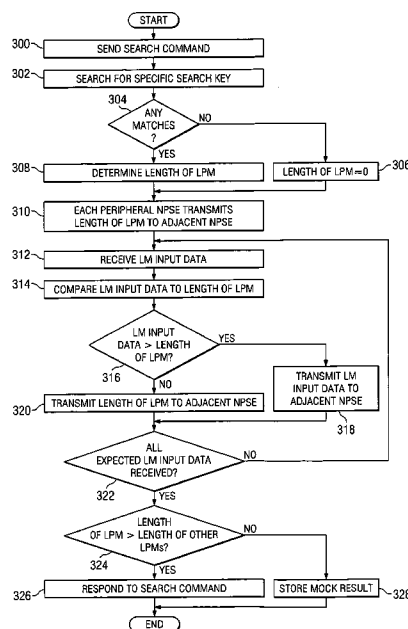 START
300
SEND SEARCH COMMAND
302
SEARCH FOR SPECIFIC SEARCH KEY
304
ANY
MATCHES
?
NO
YES
308
DETERMINE LENGTH OF LPM
LENGTH OF LPM=0
306
310
EACH PERIPHERAL NPSE TRANSMITS
LENGTH OF LPM TO ADJACENT NPSE
312
RECEIVE LM INPUT DATA
314
COMPARE LM INPUT DATA TO LENGTH OF LPM
LM INPUT
DATA > LENGTH
OF LPM?
YES
316
NO
TRANSMIT LM
INPUT DATA TO
ADJACENT NPSE
318
320
TRANSMIT LENGTH OF LPM TO ADJACENT NPSE
ALL
EXPECTED LM INPUT DATA
RECEIVED?
NO
322
YES
LENGTH
OF LPM > LENGTH OF OTHER
LPMs?
NO
324
YES
326
RESPOND TO SEARCH COMMAND
STORE MOCK RESULT
328
END